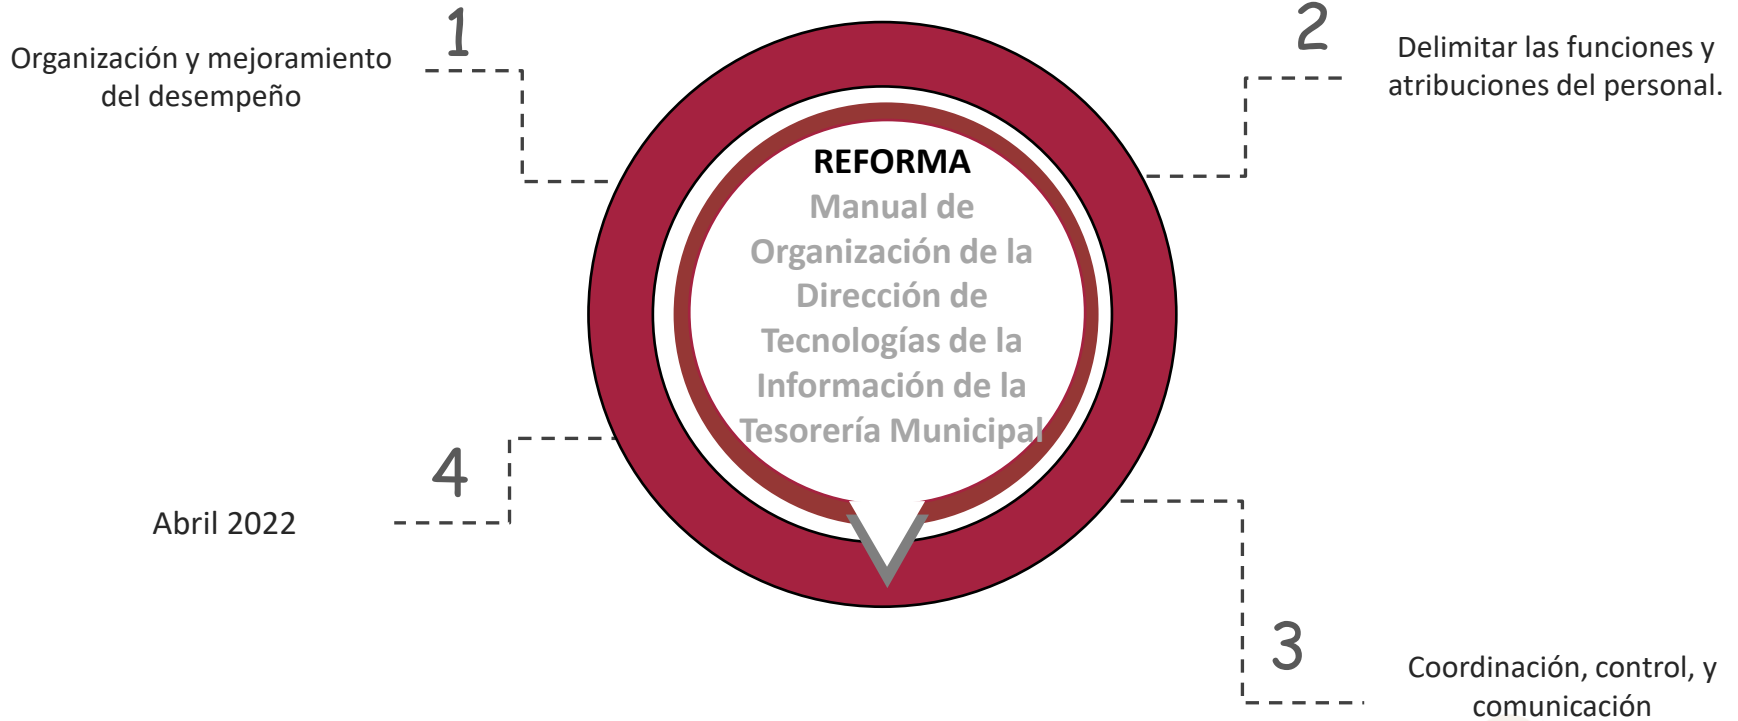 1
Organización y mejoramiento
del desempeño
2
Delimitar las funciones y
atribuciones del personal.
REFORMA
Manual de
Organización de la
Dirección de
Tecnologías de la
Información de la
Tesorería Municipal
4
Abril 2022
3
Coordinación, control, y
comunicación